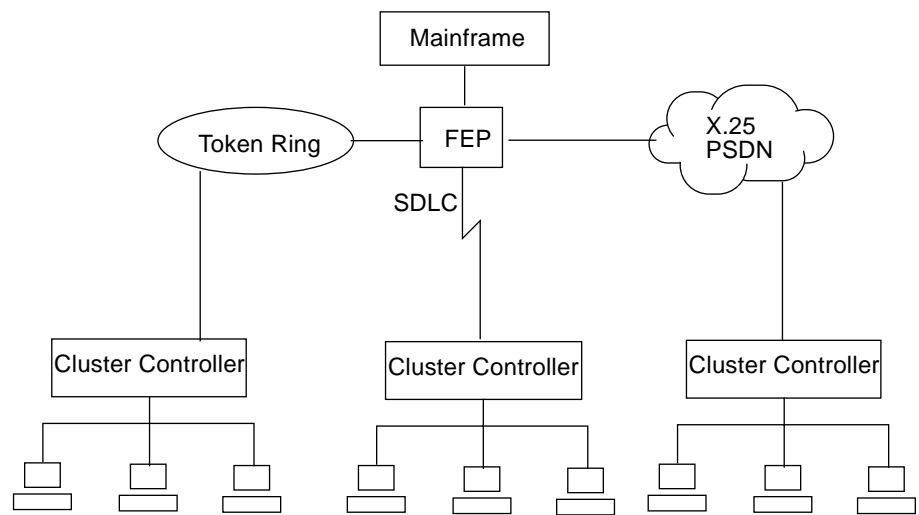 Mainframe
Token Ring
FEP
X.25
PSDN
SDLC
Cluster Controller
Cluster Controller
Cluster Controller